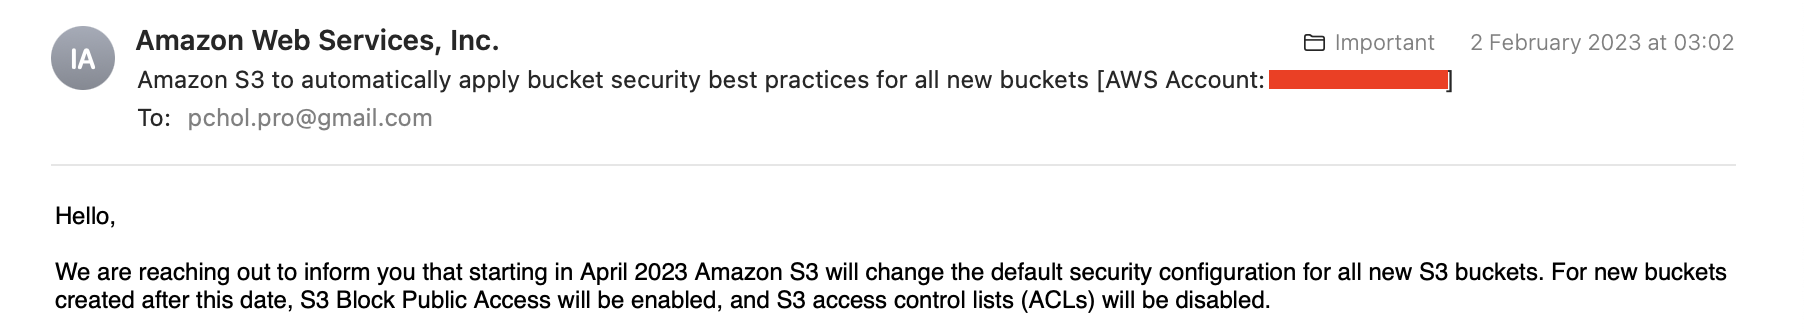 IA
Amazon Web Services, Inc.
Important
2 February 2023 at 03:02
Amazon S3 to automatically apply bucket security best practices for all new buckets [AWS Account: ]
To: pchol.pro@gmail.com
Hello,
We are reaching out to inform you that starting in April 2023 Amazon S3 will change the default security configuration for all new S3 buckets. For new buckets
created after this date, S3 Block Public Access will be enabled, and S3 access control lists (ACLs) will be disabled.